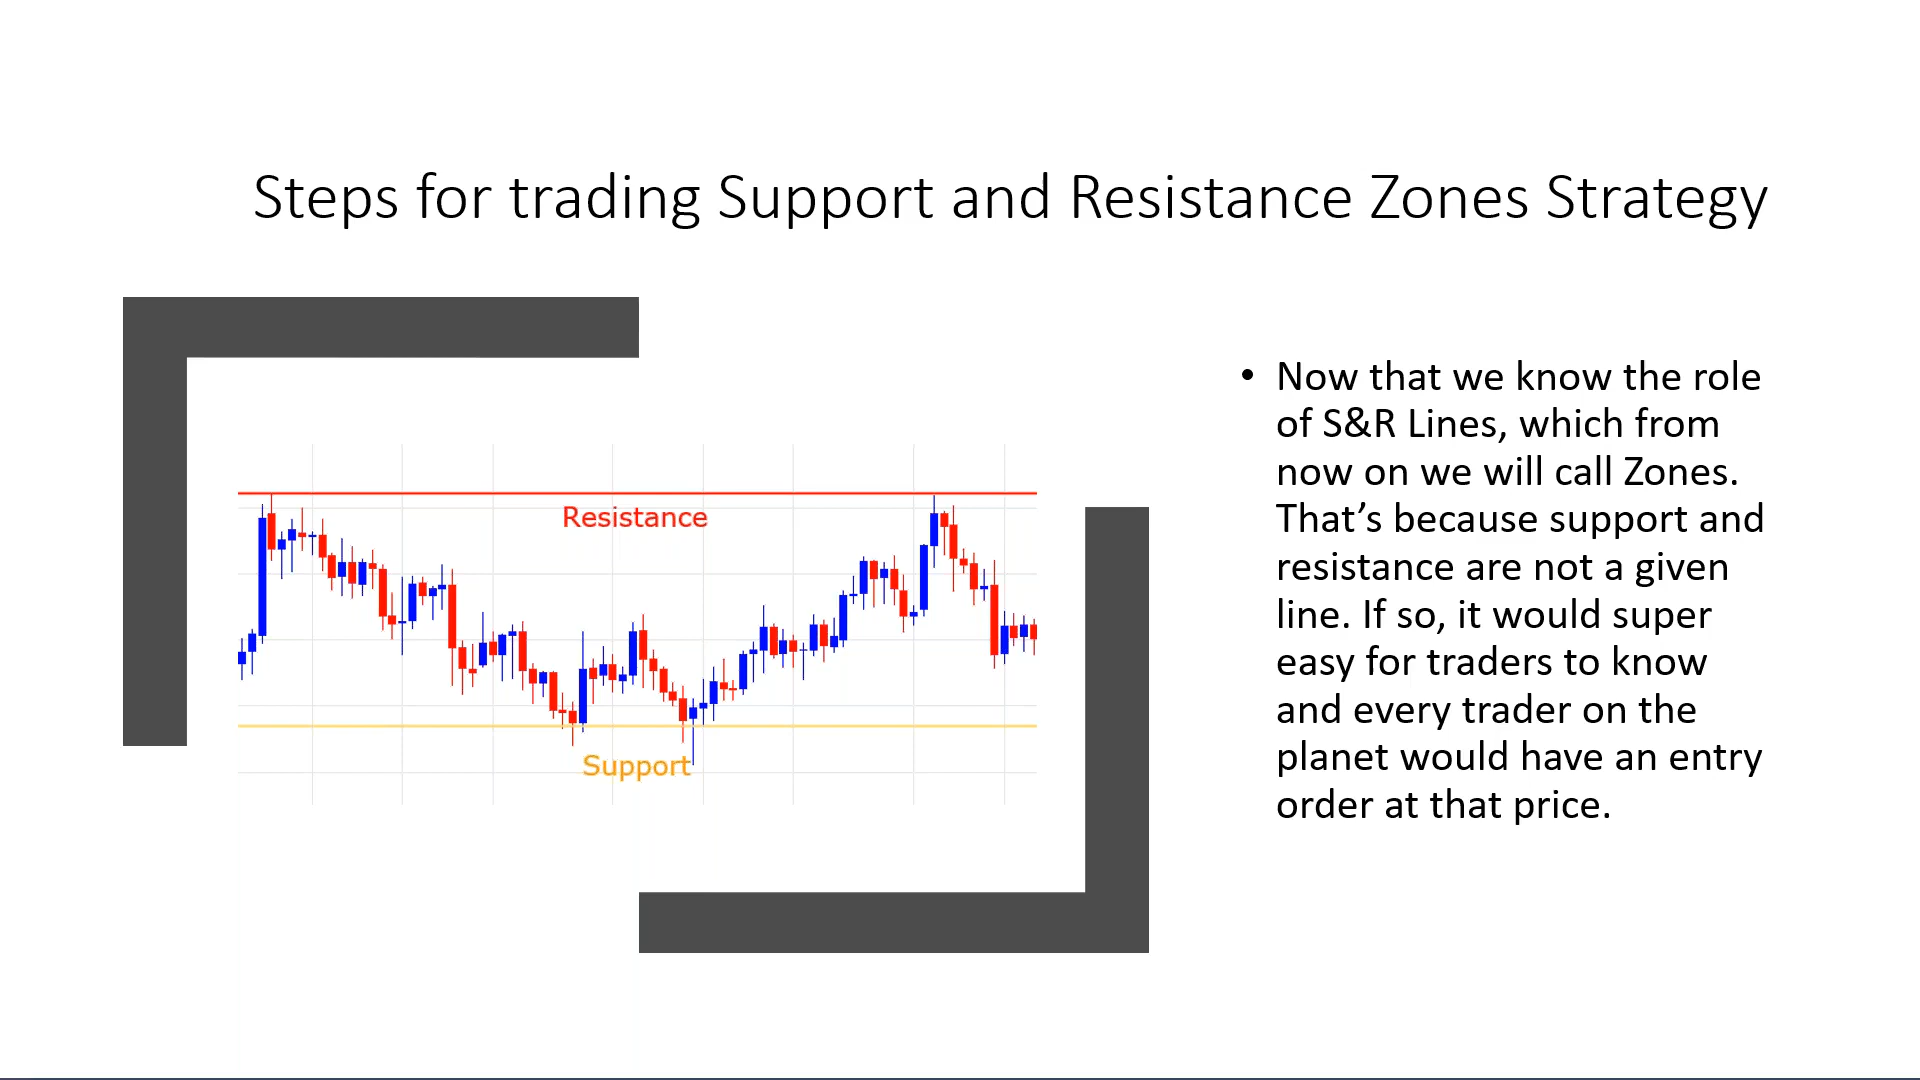 Steps for trading Support and Resistance Zones Strategy
Resistance
Support
• Now that we know the role
of S&R Lines, which from
now on we will call Zones.
That’s because support and
resistance are not a given
line. If so, it would super
easy for traders to know
and every trader on the
planet would have an entry
order at that price.